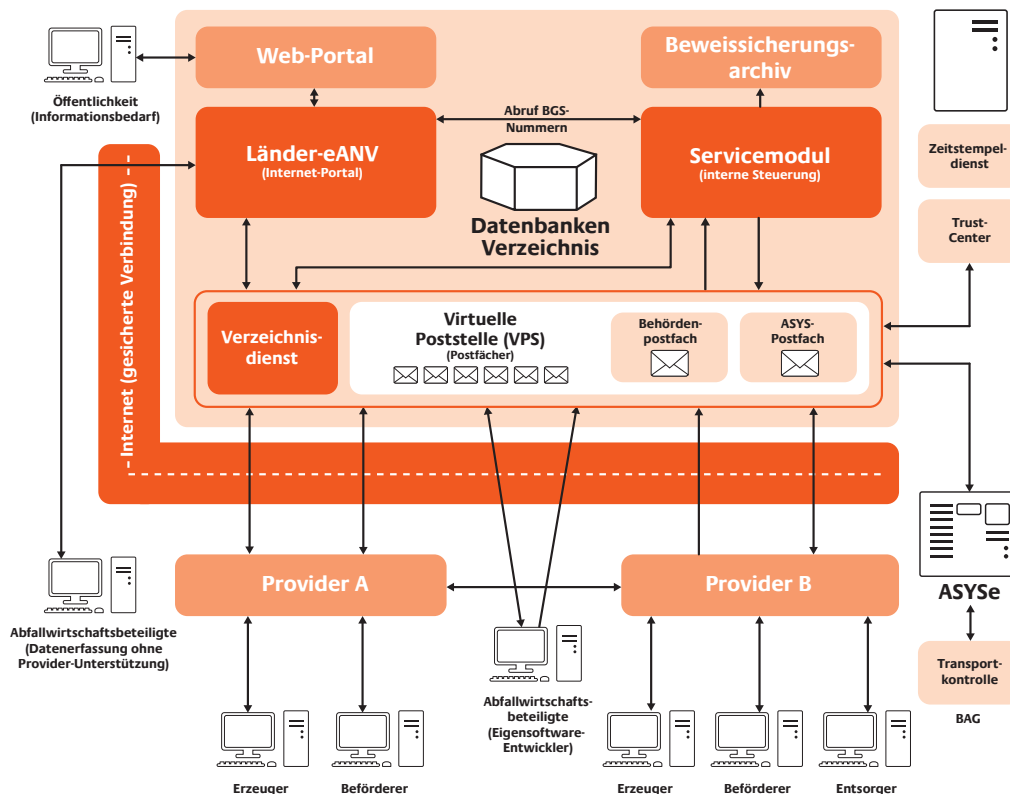 Web-Portal
Beweissicherungs-
archiv
Öffentlichkeit
(Informationsbedarf)
Abruf BGS-
Nummern
Länder-eANV
(Internet-Portal)
Servicemodul
(interne Steuerung)
Zeitstempel-
dienst
Datenbanken
Verzeichnis
Trust-
Center
Internet (gesicherte Verbindung)
Verzeichnis-
dienst
Virtuelle
Poststelle (VPS)
(Postfächer)
Behörden-
postfach
ASYS-
Postfach
Provider A
Provider B
ASYSe
Abfallwirtschaftsbeteiligte
(Datenerfassung ohne
Provider-Unterstützung)
Transport-
kontrolle
BAG
Abfallwirtschafts-
beteiligte
(Eigensoftware-
Entwickler)
Erzeuger
Beförderer
Erzeuger
Beförderer
Entsorger